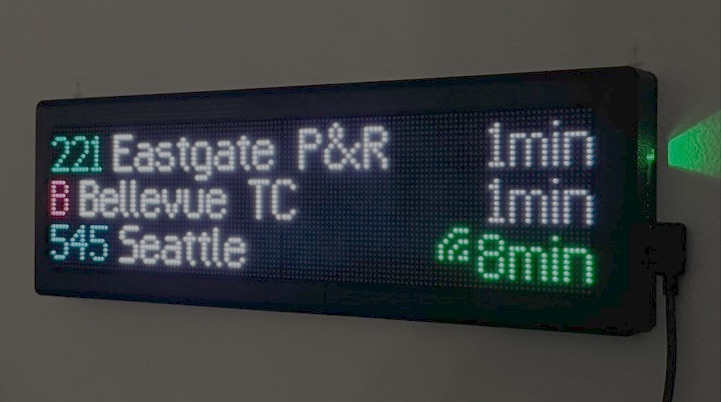 221 Eastgate P&R 1min
B Bellevue TC 1min
545 Seattle 8min